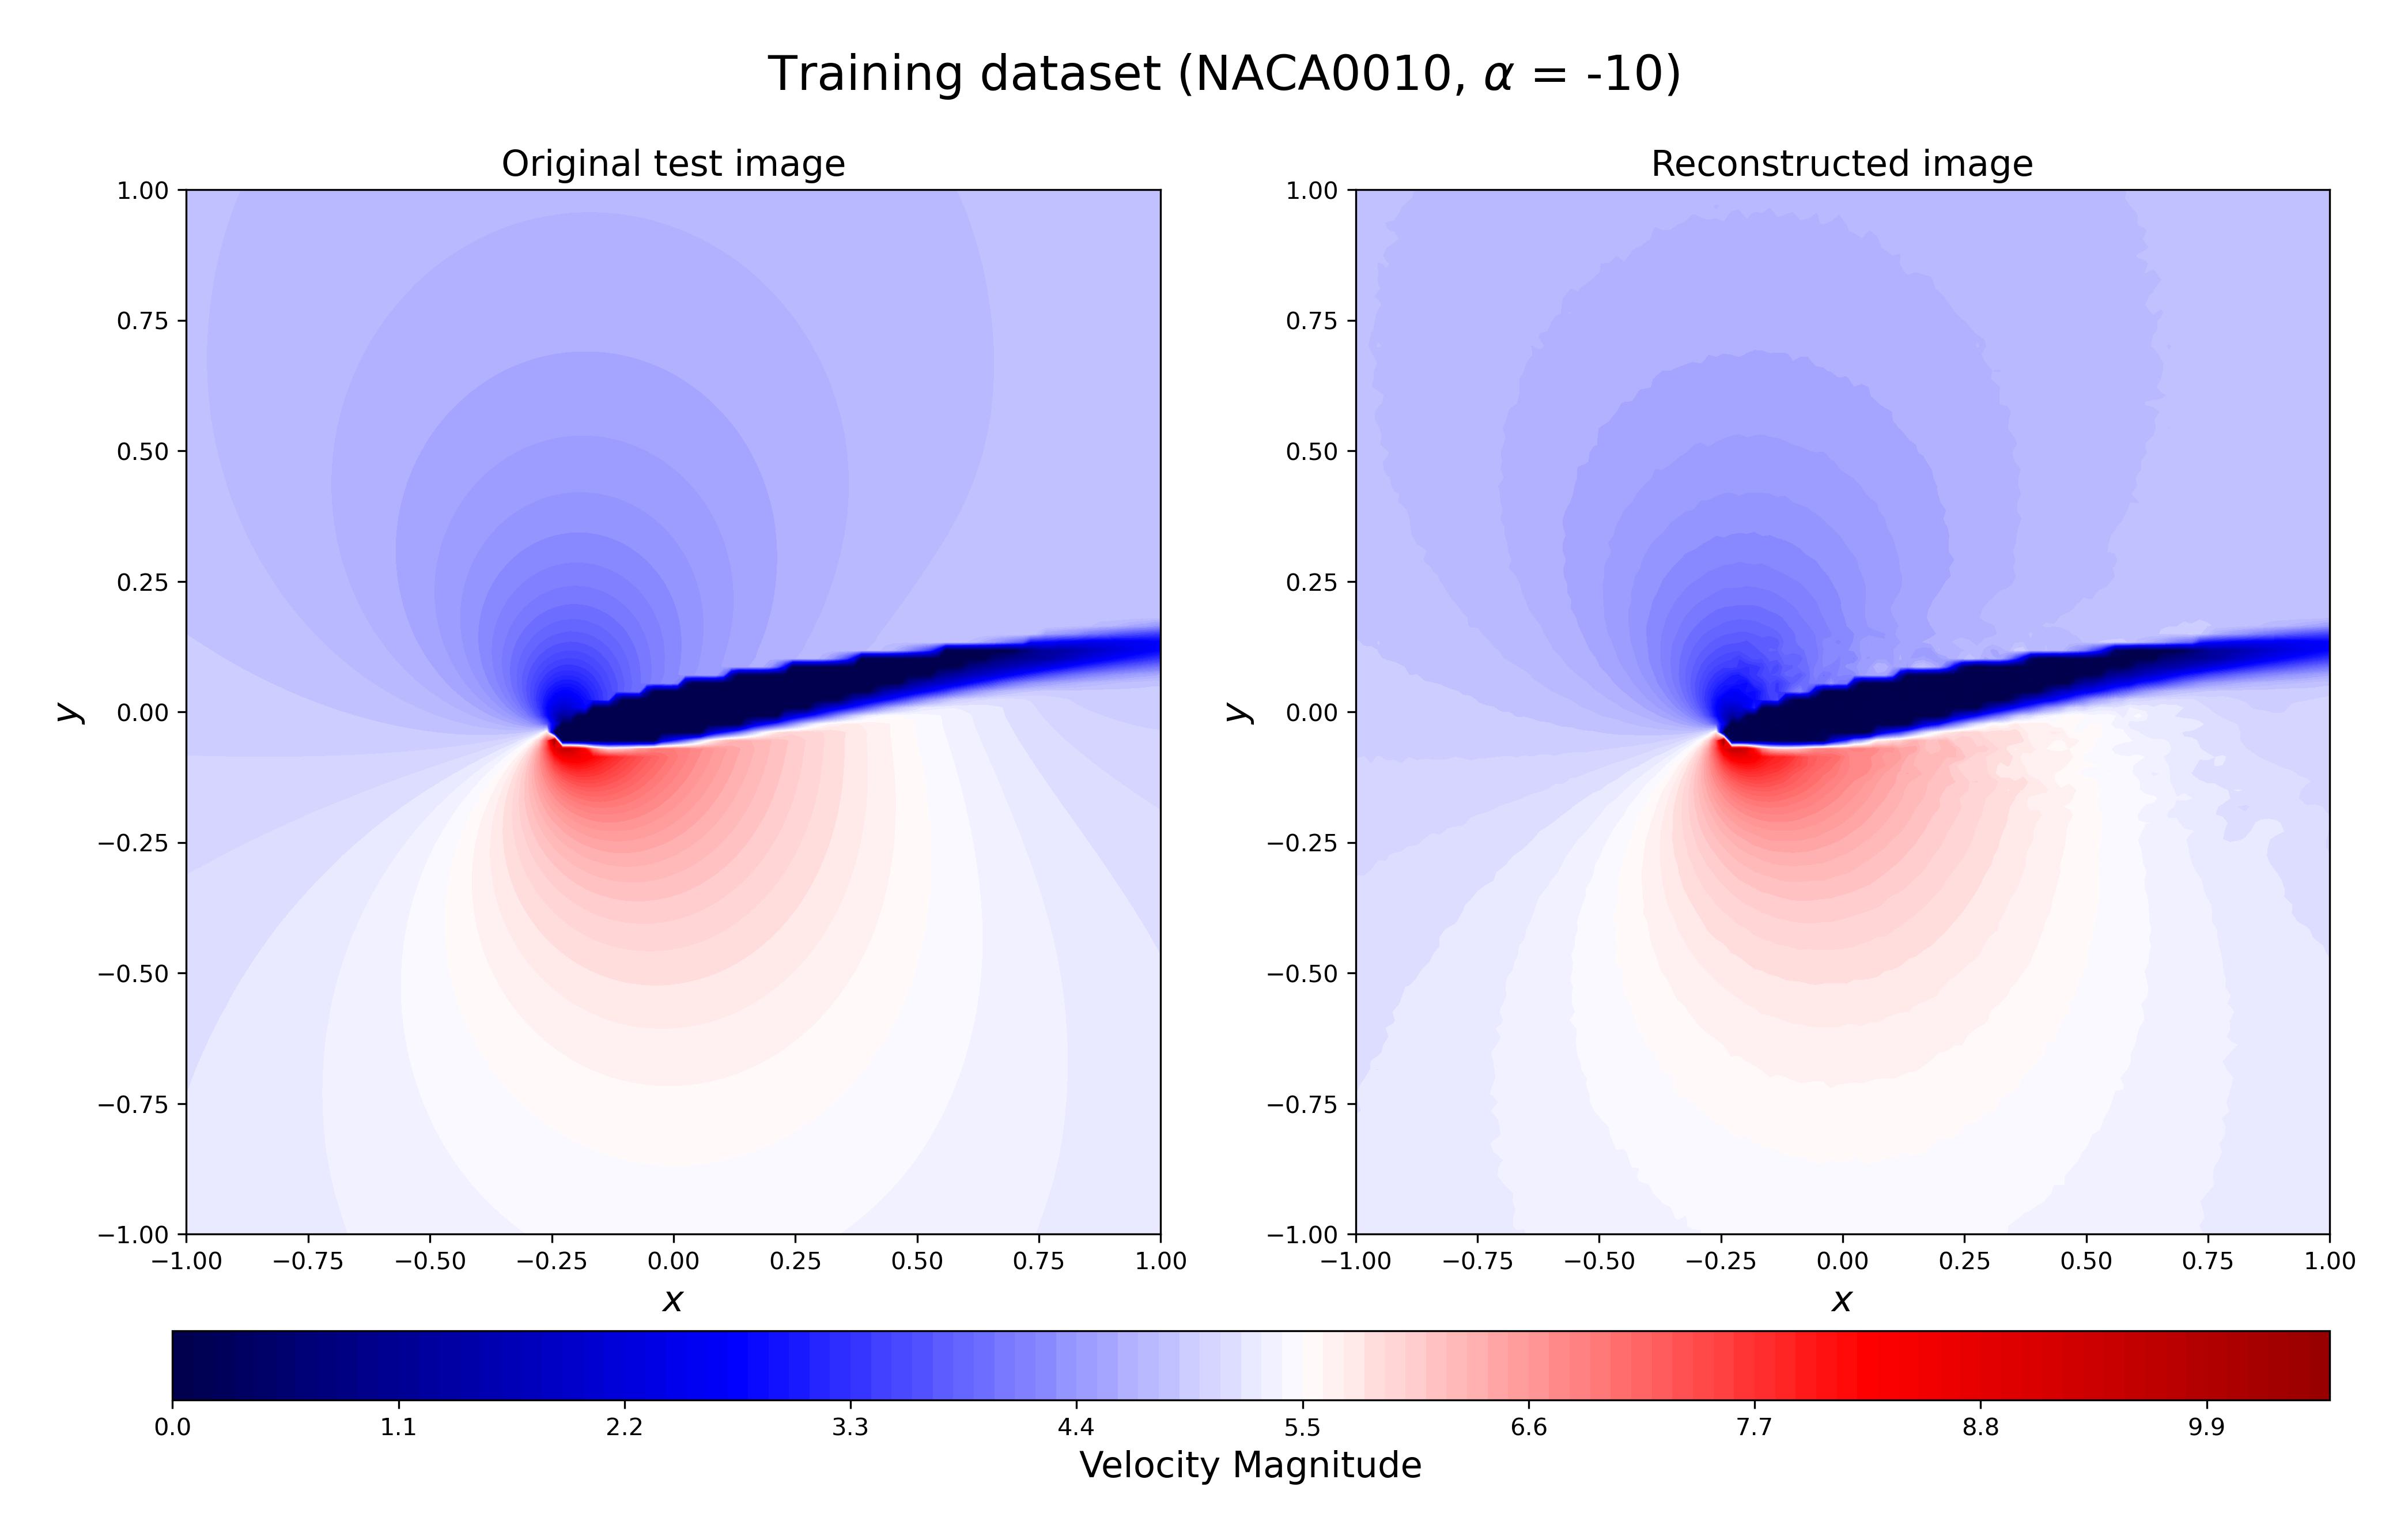 Training dataset (NACA0010, α = -10)
Original test image
Reconstructed image
1.00
0.75
0.50
0.25
0.00
−0.25
−0.50
−0.75
−1.00
y
−1.00 −0.75 −0.50 −0.25 0.00 0.25 0.50 0.75 1.00
x
1.00
0.75
0.50
0.25
0.00
−0.25
−0.50
−0.75
−1.00
y
−1.00 −0.75 −0.50 −0.25 0.00 0.25 0.50 0.75 1.00
x
0.0 1.1 2.2 3.3 4.4 5.5 6.6 7.7 8.8 9.9
Velocity Magnitude